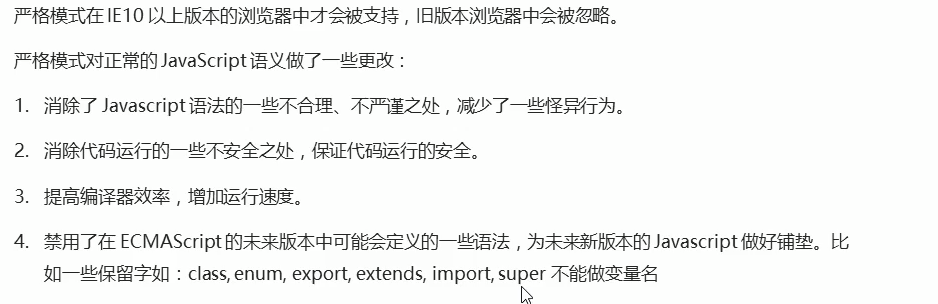 严格模式在 IE10 以上版本的浏览器中才会被支持，旧版本浏览器中会被忽略。
严格模式对正常的 JavaScript 语义做了一些更改：
1. 消除了 Javascript 语法的一些不合理、不严谨之处，减少了一些怪异行为。
2. 消除代码运行的一些不安全之处，保证代码运行的安全。
3. 提高编译器效率，增加运行速度。
4. 禁用了在 ECMAScript 的未来版本中可能会定义的一些语法，为未来新版本的 Javascript 做好铺垫。比
如一些保留字如：class, enum, export, extends, import, super 不能做变量名